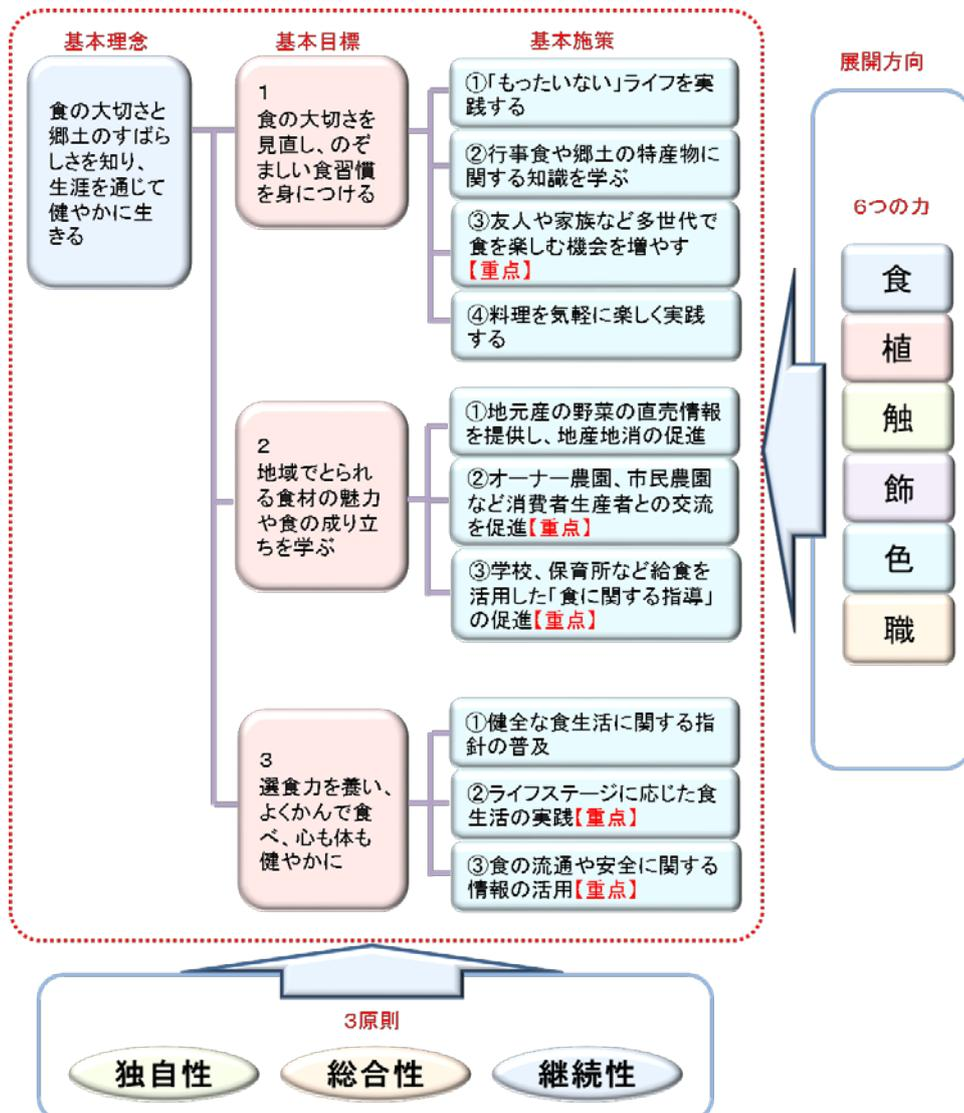 基本理念
基本目標
基本施策
食の大切さと
郷土のすばら
しさを知り、
生涯を通じて
健やかに生
きる
1
食の大切さを
見直し、のぞ
ましい食習慣
を身につける
①「もったいない」ライフを実
践する
②行事食や郷土の特産物に
関する知識を学ぶ
③友人や家族など多世代で
食を楽しむ機会を増やす
【重点】
④料理を気軽に楽しく実践
する
2
地域でとられ
る食材の魅力
や食の成り立
ちを学ぶ
①地元産の野菜の直売情報
を提供し、地産地消の促進
②オーナー農園、市民農園
など消費者生産者との交流
を促進【重点】
③学校、保育所など給食を
活用した「食に関する指導」
の促進【重点】
3
選食力を養い、
よくかんで食
べ、心も体も
健やかに
①健全な食生活に関する指
針の普及
②ライフステージに応じた食
生活の実践【重点】
③食の流通や安全に関する
情報の活用【重点】
展開方向
6つの力
食
植
触
飾
色
職
3原則
独自性
総合性
継続性